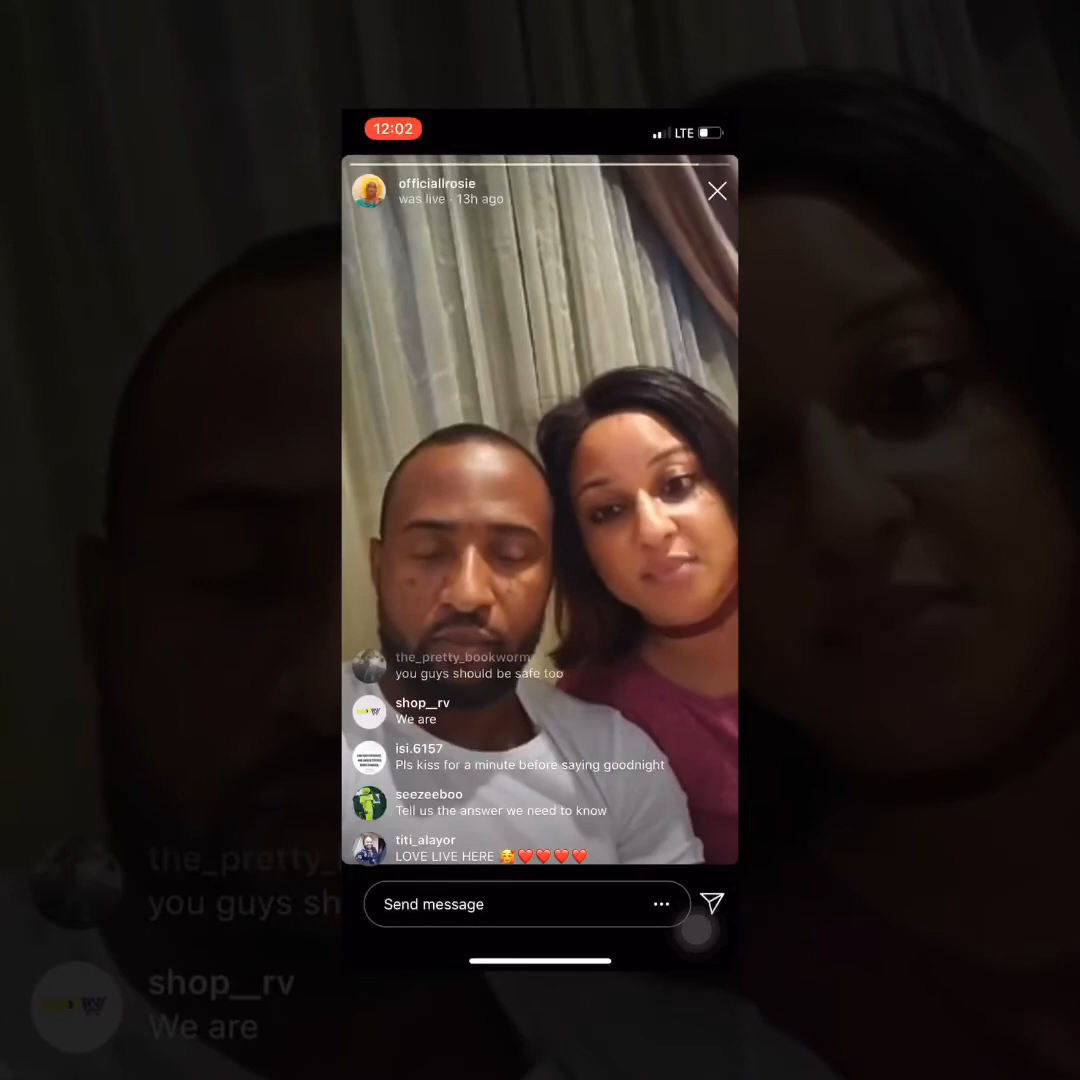 12:02
LTE
officiallrosie
was live · 13h ago
the_pretty_bookworm
you guys should be safe too
shop__rv
We are
isi.6157
Pls kiss for a minute before saying goodnight
seezeeboo
Tell us the answer we need to know
titi_alayor
LOVE LIVE HERE 🥰❤️❤️❤️❤️
Send message
the_pretty_
you guys sh
shop__rv
We are